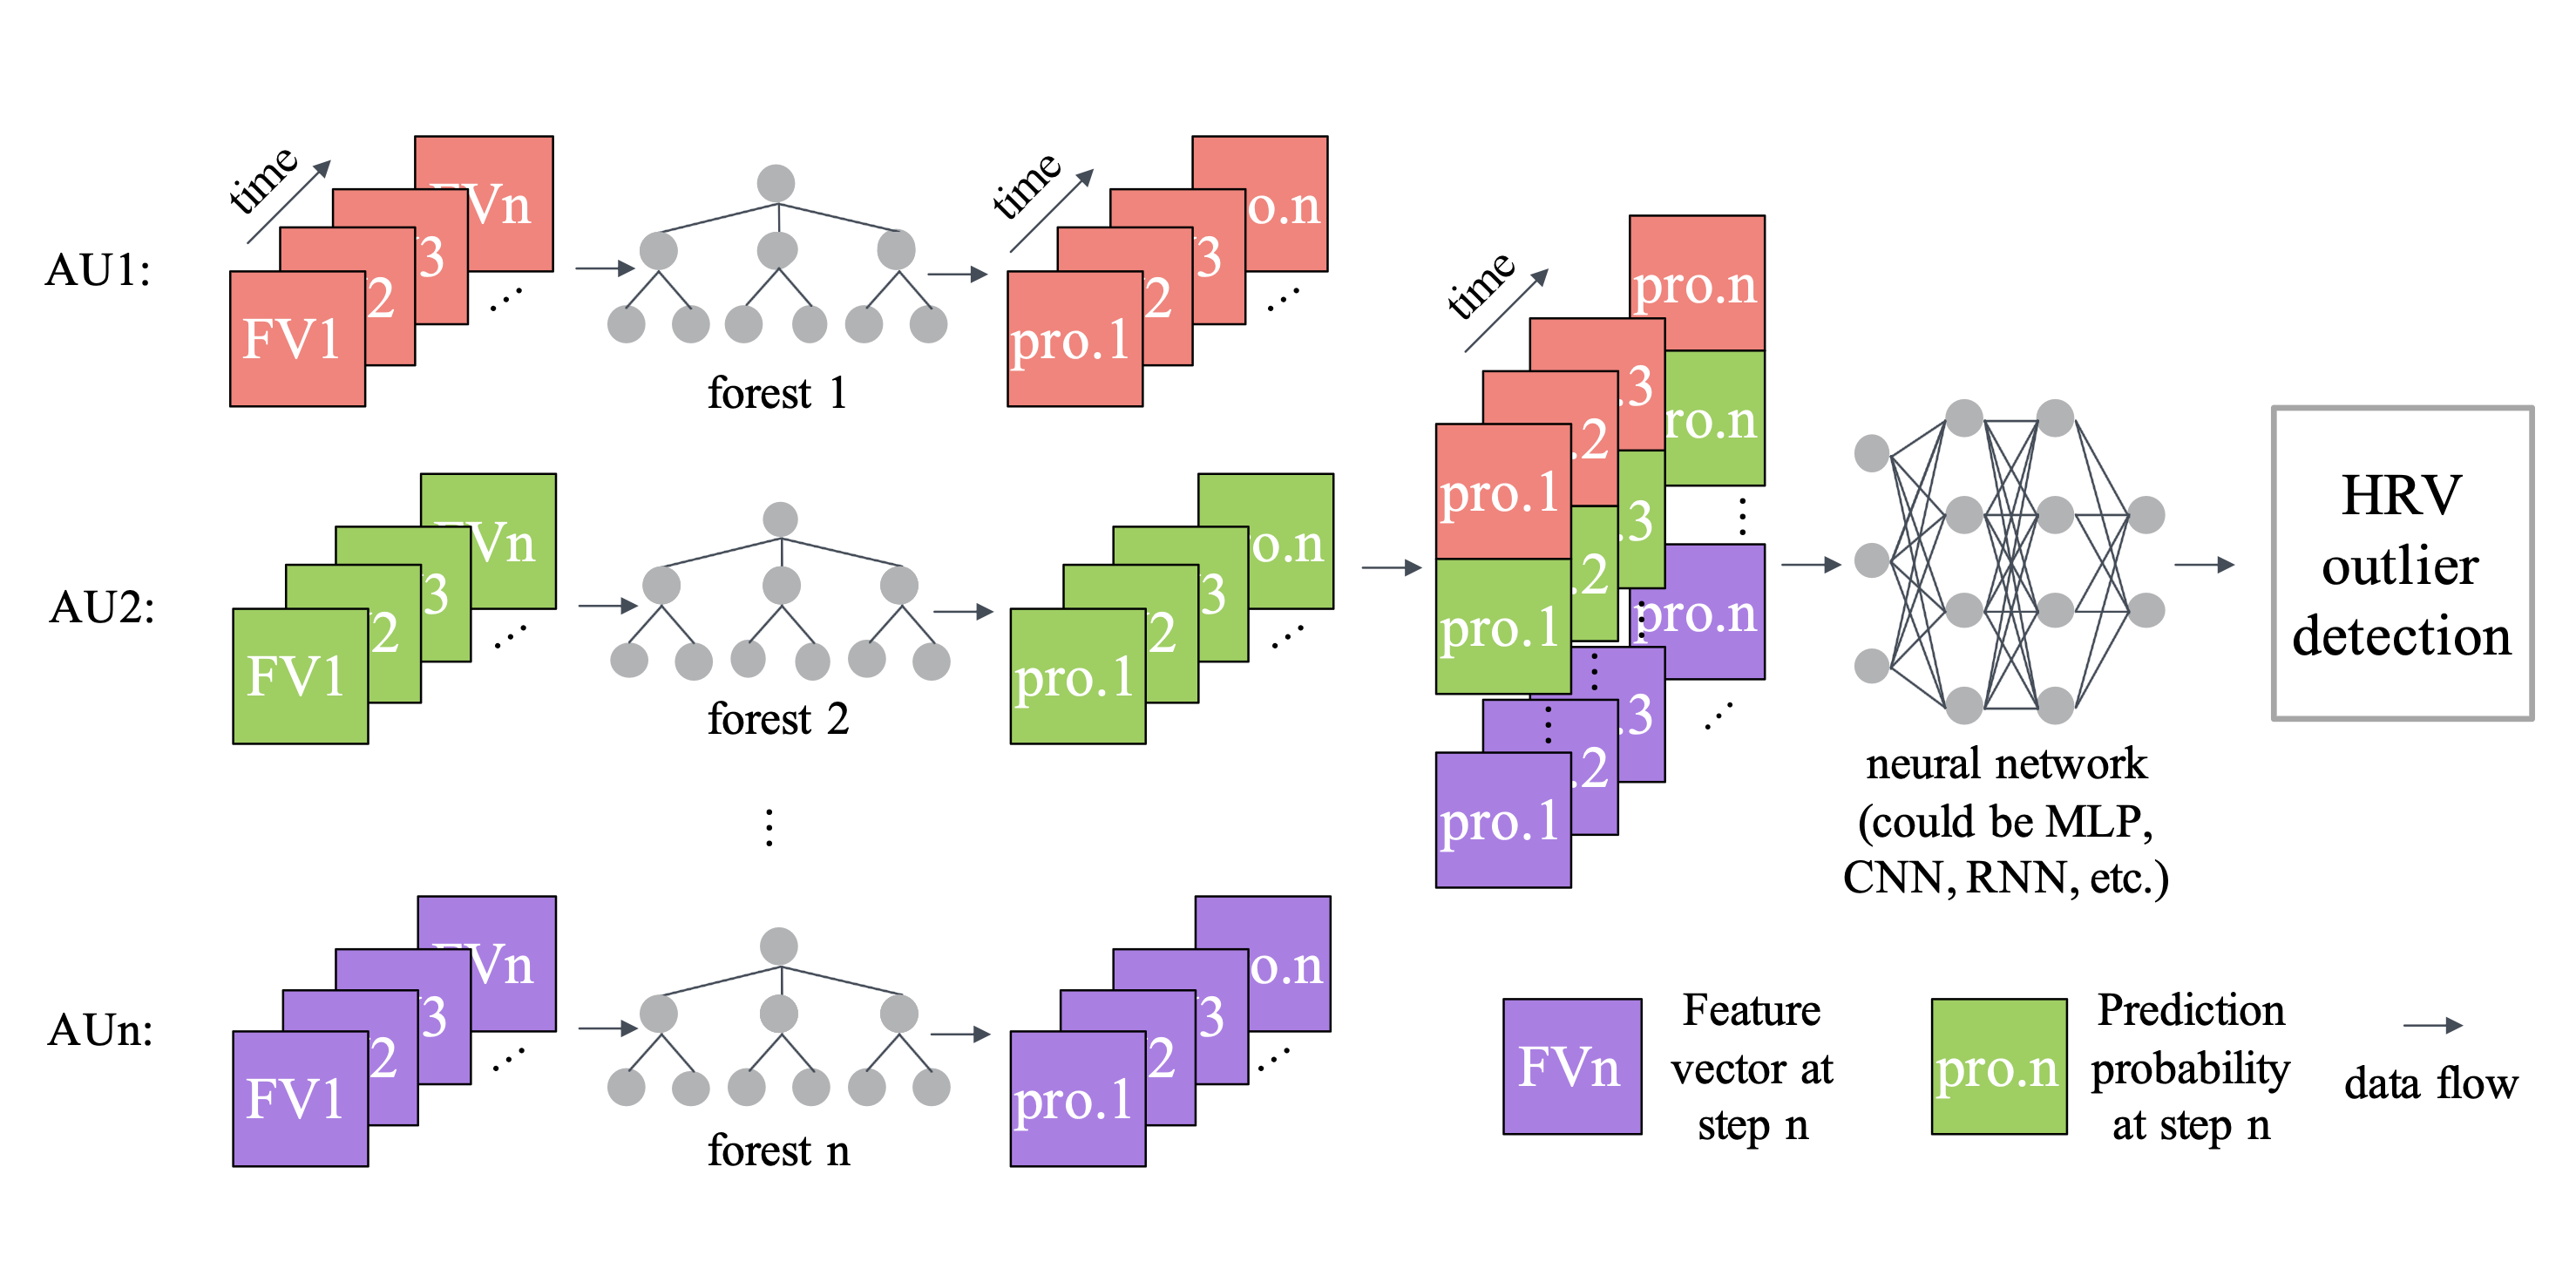 AU1:
time
FV1
2
3
Vn
forest 1
time
pro.1
2
3
o.n
AU2:
FV1
2
3
Vn
forest 2
pro.1
2
3
o.n
AUn:
FV1
2
3
Vn
forest n
pro.1
2
3
o.n
time
pro.1
.2
.3
pro.n
pro.1
.2
.3
ro.n
pro.1
.2
.3
pro.n
neural network
(could be MLP,
CNN, RNN, etc.)
HRV
outlier
detection
FVn
Feature
vector at
step n
pro.n
Prediction
probability
at step n
data flow